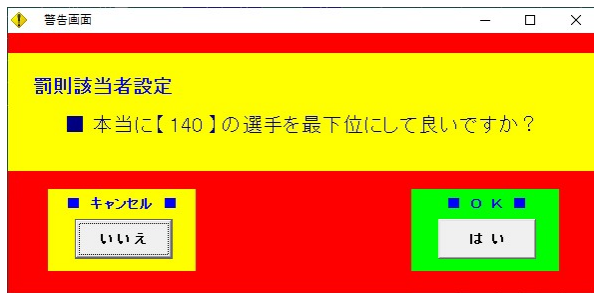 警告画面
罰則該当者設定
■ 本当に【 140 】の選手を最下位にして良いですか？
■ キャンセル ■
いいえ
■ ＯＫ ■
はい